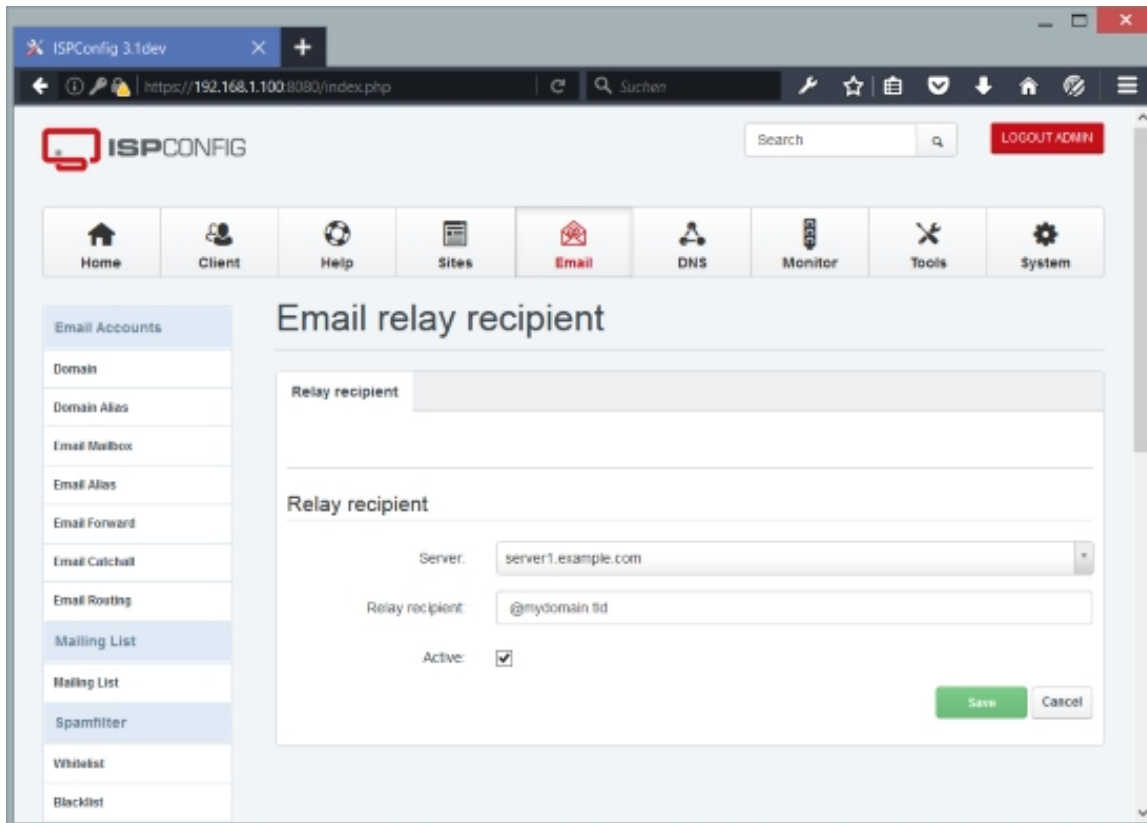 ISPConfig 3.1dev
https://192.168.1.100:8080/index.php
Suchen
ISPCONFIG
Search
LOGOUT ADMIN
Home
Client
Help
Sites
Email
DNS
Monitor
Tools
System
Email Accounts
Domain
Domain Alias
Email Mailbox
Email Alias
Email Forward
Email Catchall
Email Routing
Mailing List
Mailing List
Spamfilter
Whitelist
Blacklist
Email relay recipient
Relay recipient
Relay recipient
Server: server1.example.com
Relay recipient: @mydomain.tld
Active:
Save Cancel